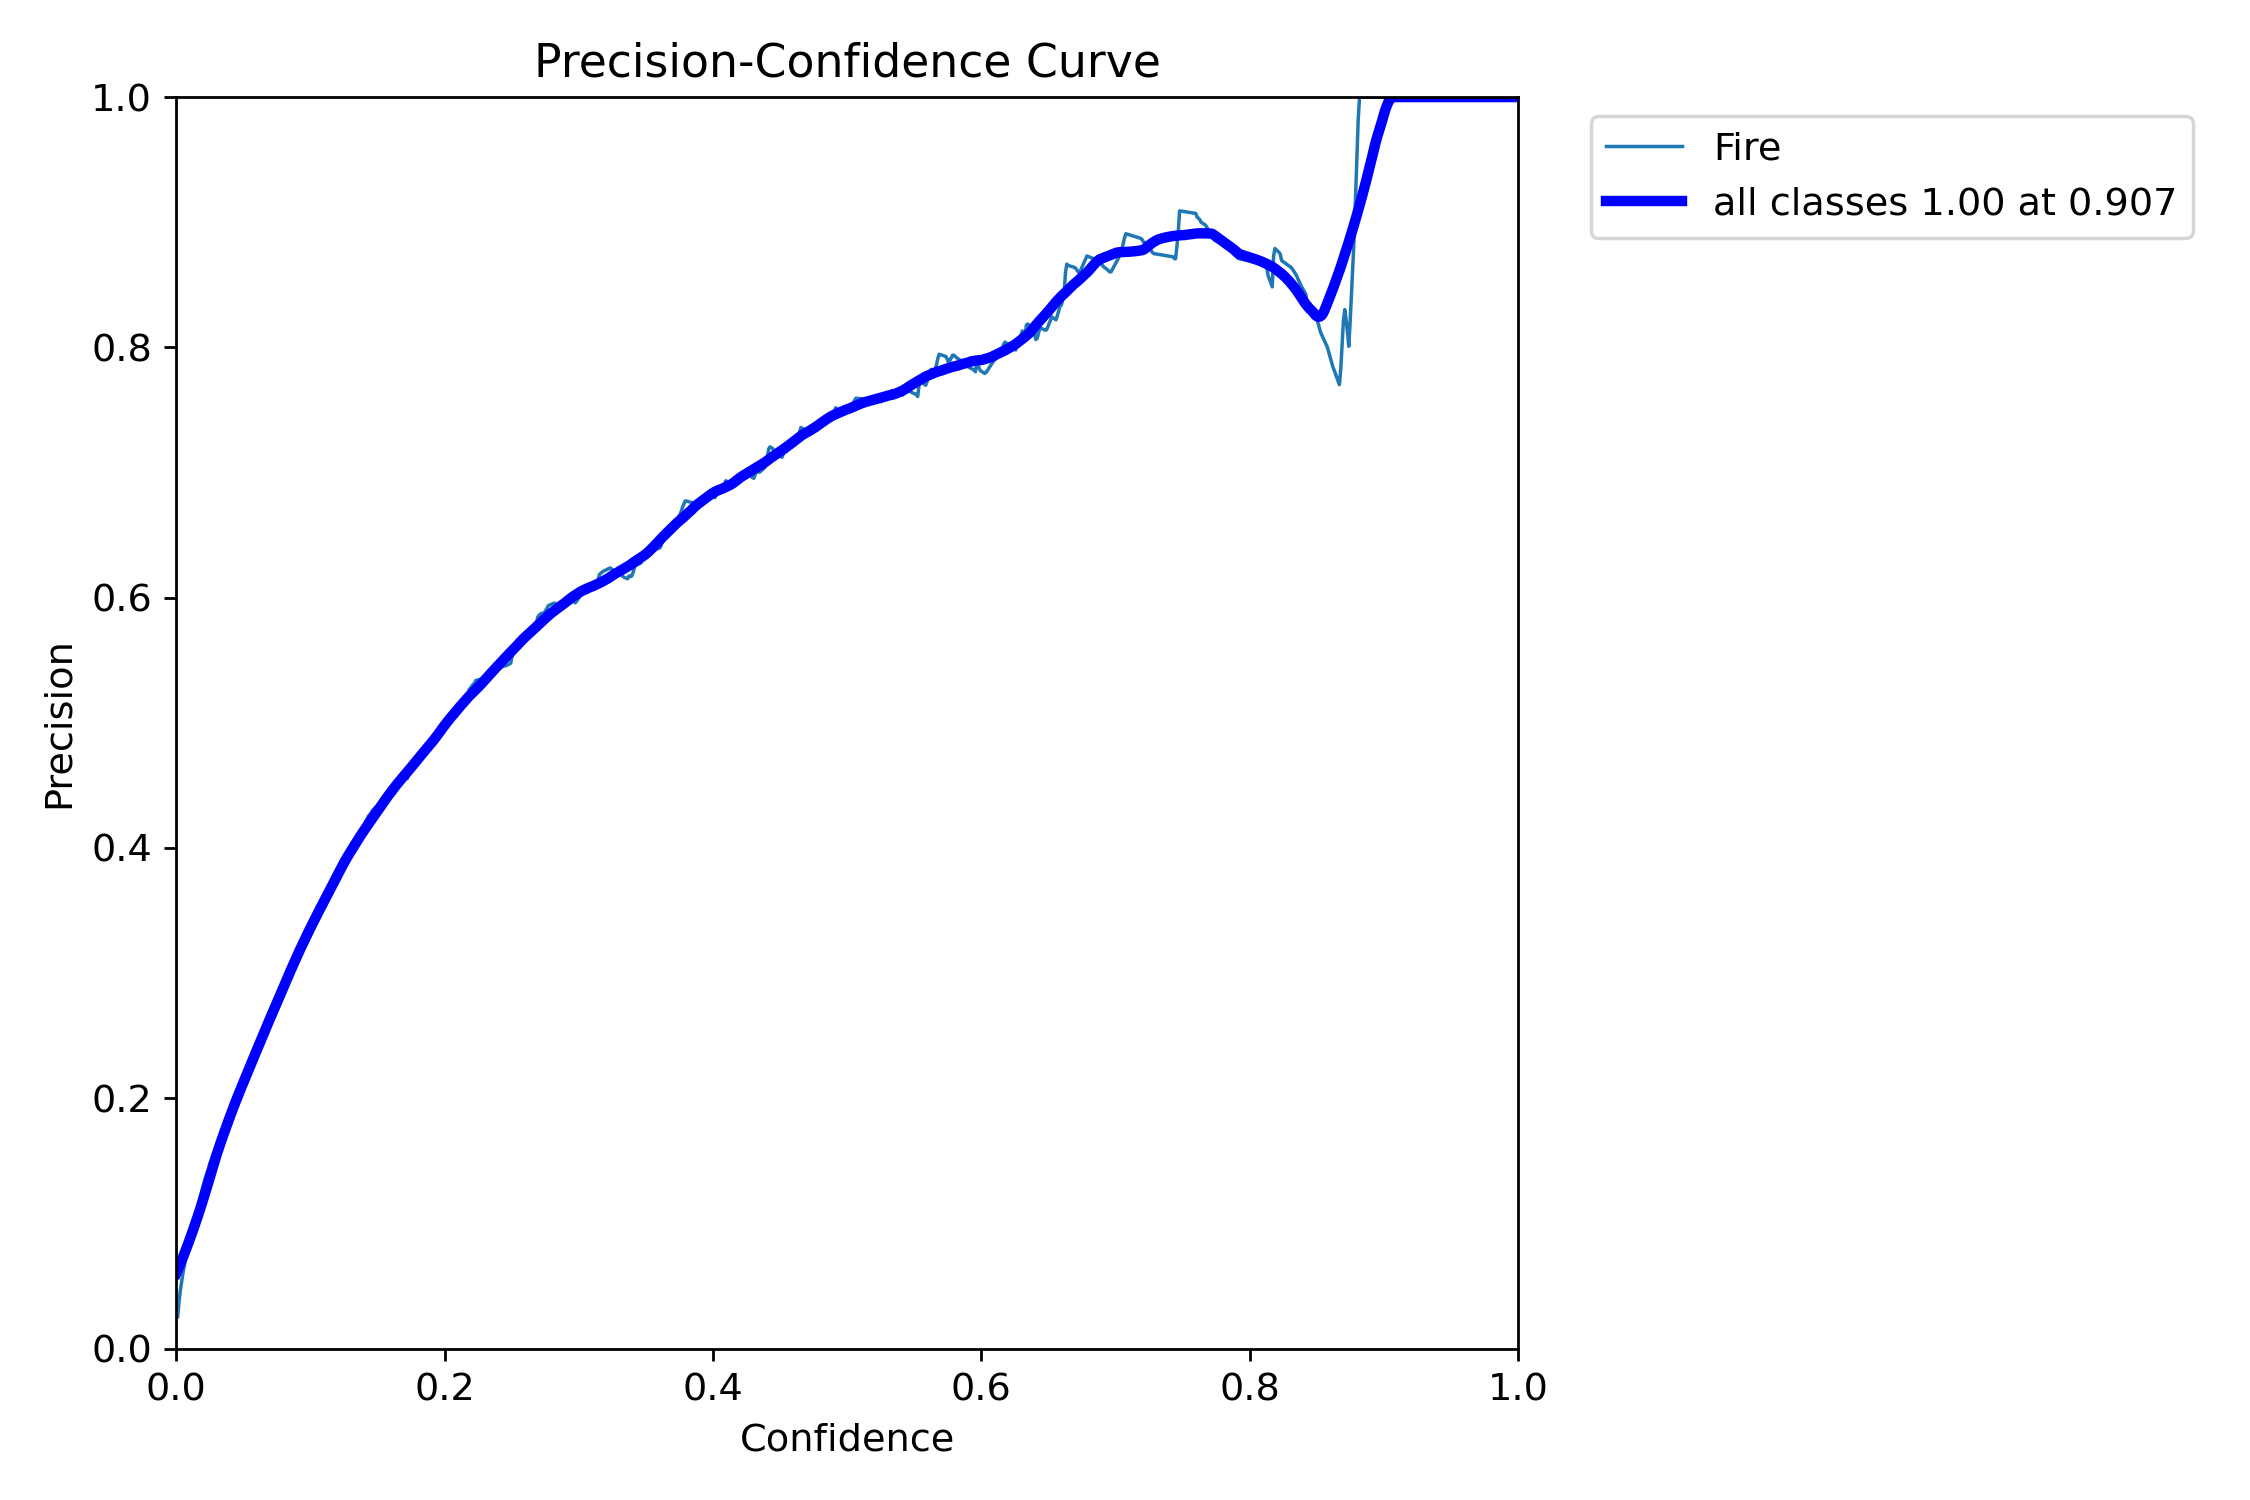 Precision-Confidence Curve
Fire
all classes 1.00 at 0.907
1.0
0.8
0.6
0.4
0.2
0.0
Precision
0.0 0.2 0.4 0.6 0.8 1.0
Confidence